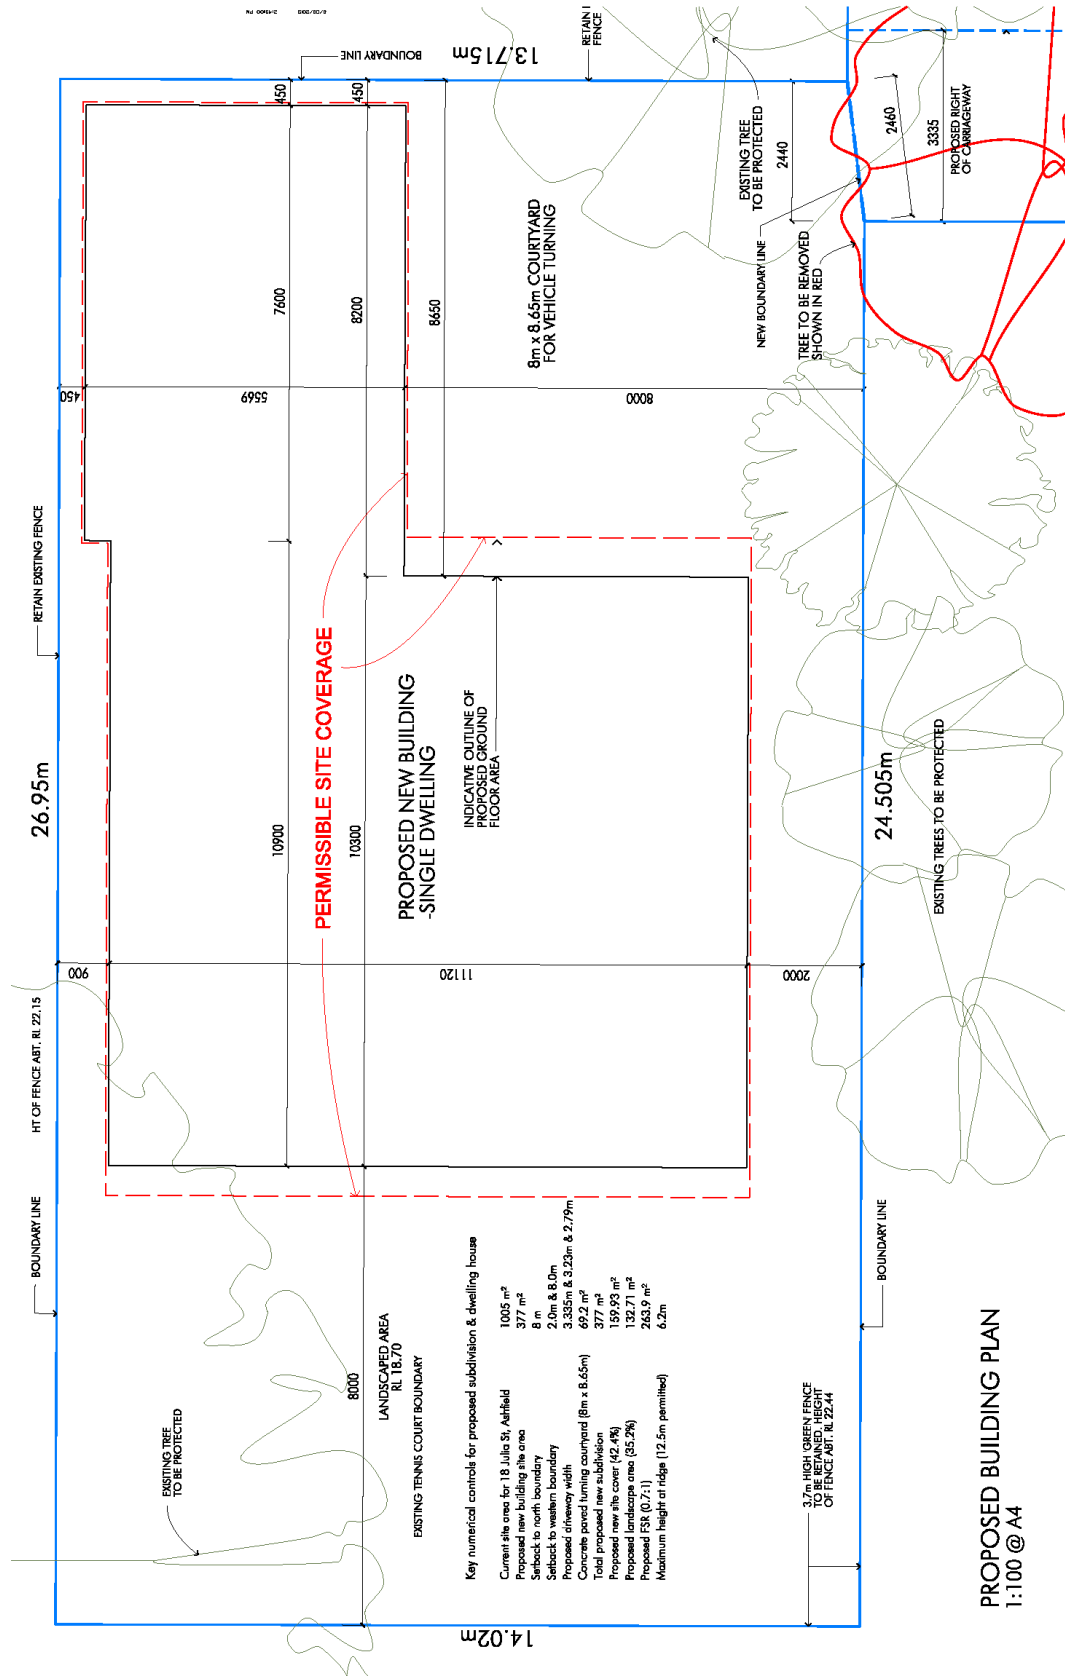 2:41:00 PM
6/03/2013
BOUNDARY LINE
13.715m
RETAIN
FENCE
450
450
EXISTING TREE
TO BE PROTECTED
2440
2460
3335
PROPOSED RIGHT
OF CARRIAGEWAY
NEW BOUNDARY LINE
TREE TO BE REMOVED
SHOWN IN RED
8m x 8.65m COURTYARD
FOR VEHICLE TURNING
7600
8200
8650
450
5569
8000
RETAIN EXISTING FENCE
26.95m
PERMISSIBLE SITE COVERAGE
PROPOSED NEW BUILDING
-SINGLE DWELLING
INDICATIVE OUTLINE OF
PROPOSED GROUND
FLOOR AREA
10900
10300
24.505m
EXISTING TREES TO BE PROTECTED
900
11120
2000
HT OF FENCE ABT. RL 22.15
BOUNDARY LINE
BOUNDARY LINE
8000
LANDSCAPED AREA
RL 18.70
EXISTING TENNIS COURT BOUNDARY
EXISITING TREE
TO BE PROTECTED
Key numerical controls for proposed subdivision & dwelling house
Current site area for 18 Julia St, Ashfield 1005 m²
Proposed new building site area 377 m²
Setback to north boundary 8 m
Setback to western boundary 2.0m & 8.0m
Proposed driveway width 3.335m & 3.23m & 2.79m
Concrete paved turning courtyard (8m x 8.65m) 69.2 m²
Total proposed new subdivision 377 m²
Proposed new site cover (42.4%) 159.93 m²
Proposed landscape area (35.2%) 132.71 m²
Proposed FSR (0.7:1) 263.9 m²
Maximum height at ridge (12.5m permitted) 6.2m
3.7m HIGH 'GREEN' FENCE
TO BE RETAINED. HEIGHT
OF FENCE ABT. RL 22.44
14.02m
PROPOSED BUILDING PLAN
1:100 @ A4